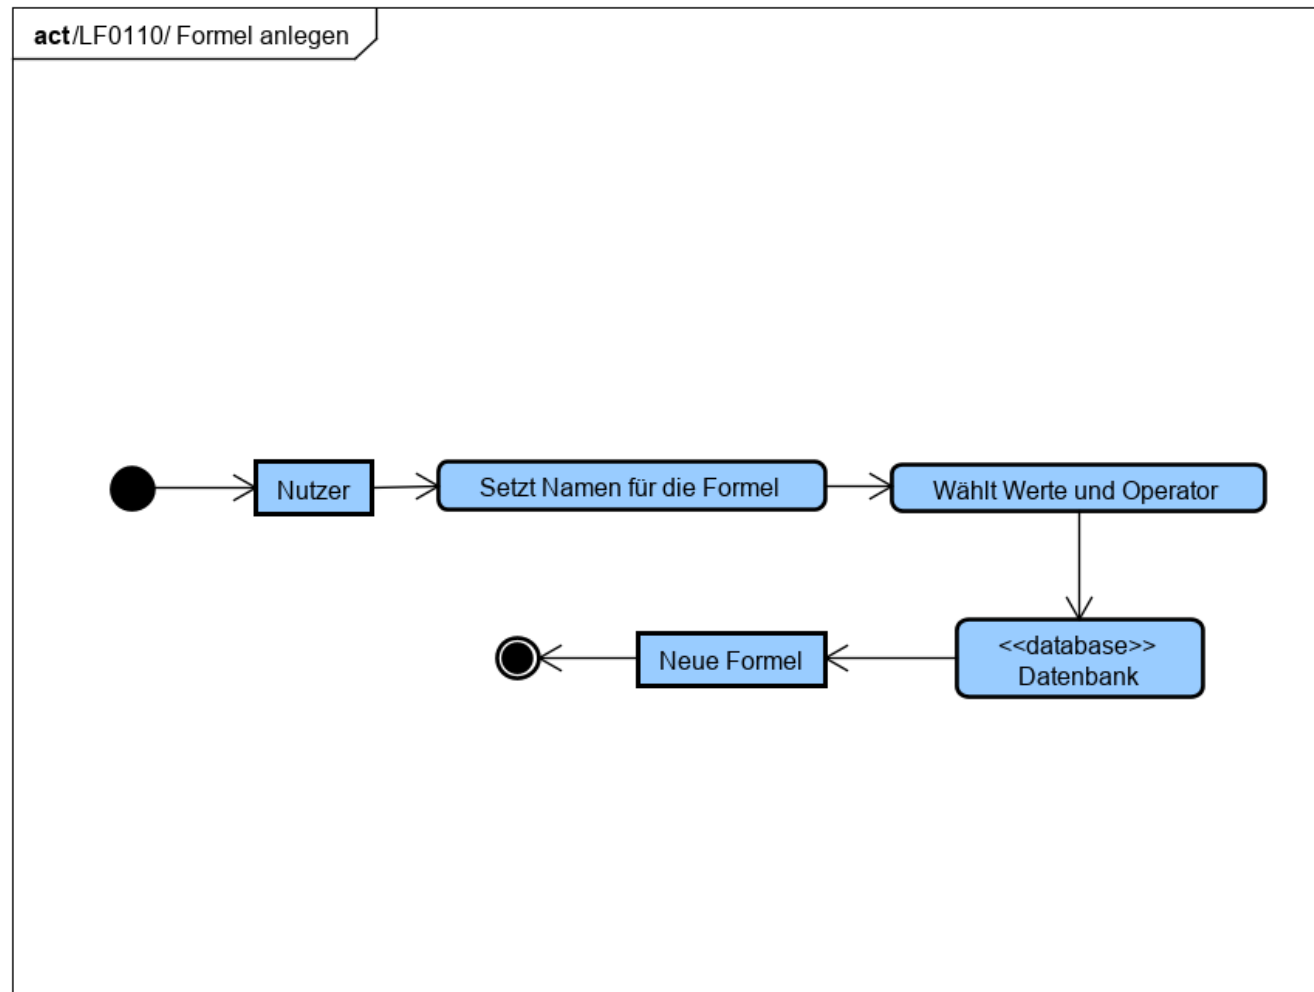 act/LF0110/ Formel anlegen
Nutzer
Setzt Namen für die Formel
Wählt Werte und Operator
<<database>>
Datenbank
Neue Formel